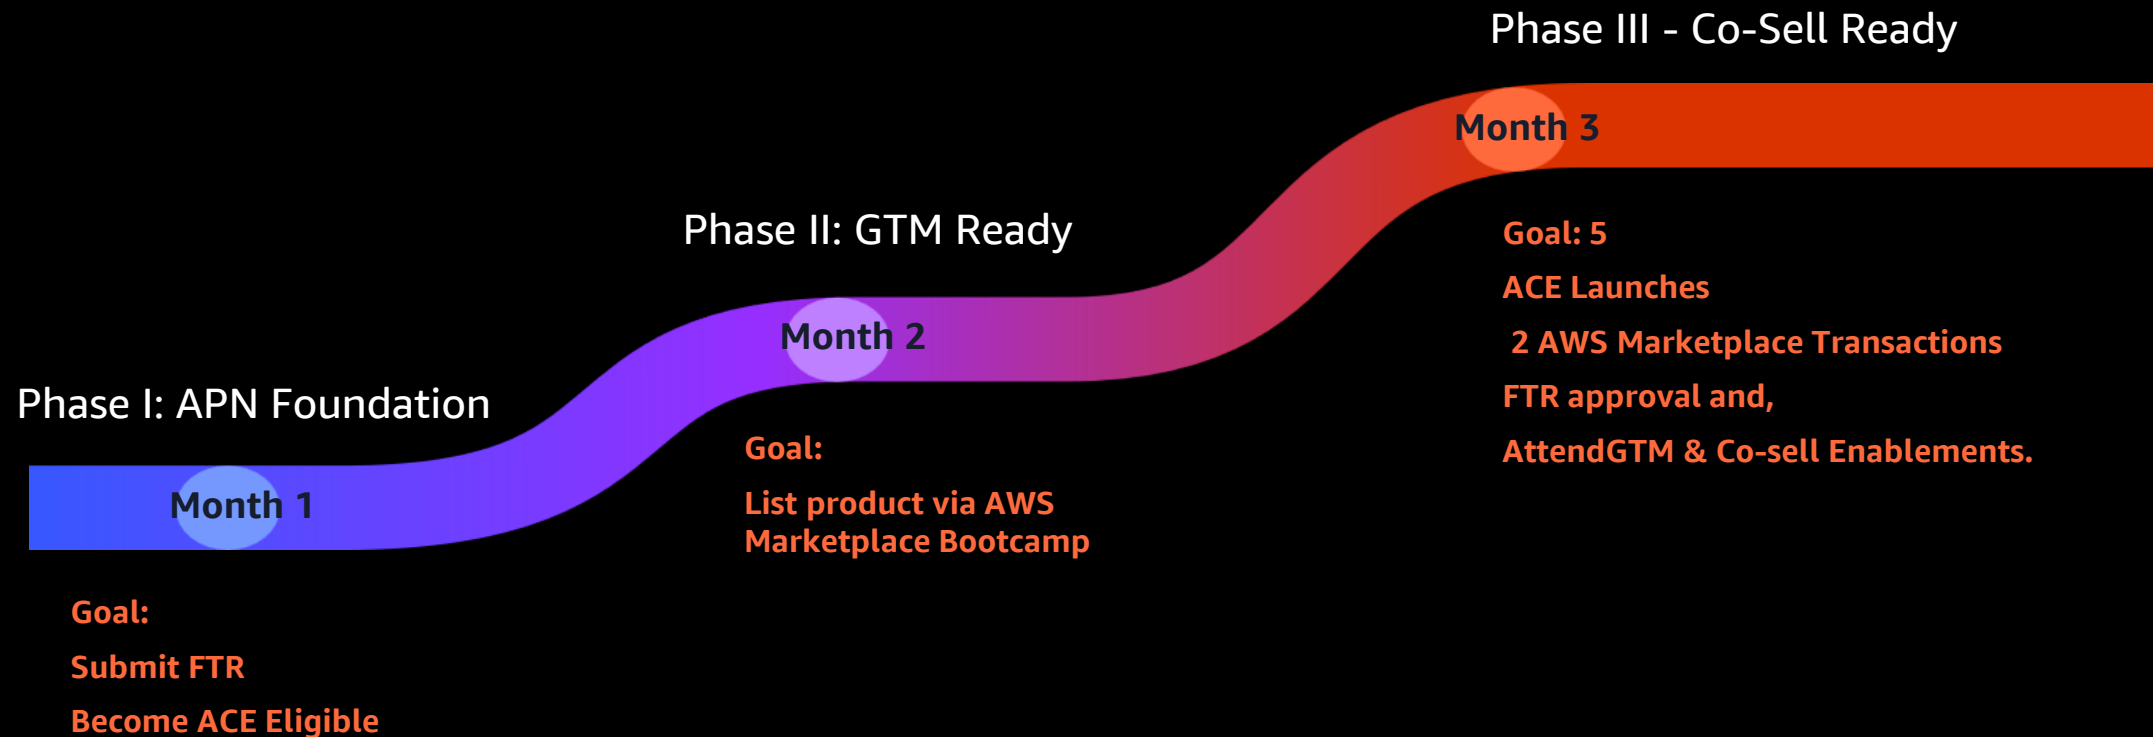 Phase I: APN Foundation
Month 1
Goal:
Submit FTR
Become ACE Eligible
Phase II: GTM Ready
Month 2
Goal:
List product via AWS
Marketplace Bootcamp
Phase III - Co-Sell Ready
Month 3
Goal: 5
ACE Launches
2 AWS Marketplace Transactions
FTR approval and,
AttendGTM & Co-sell Enablements.